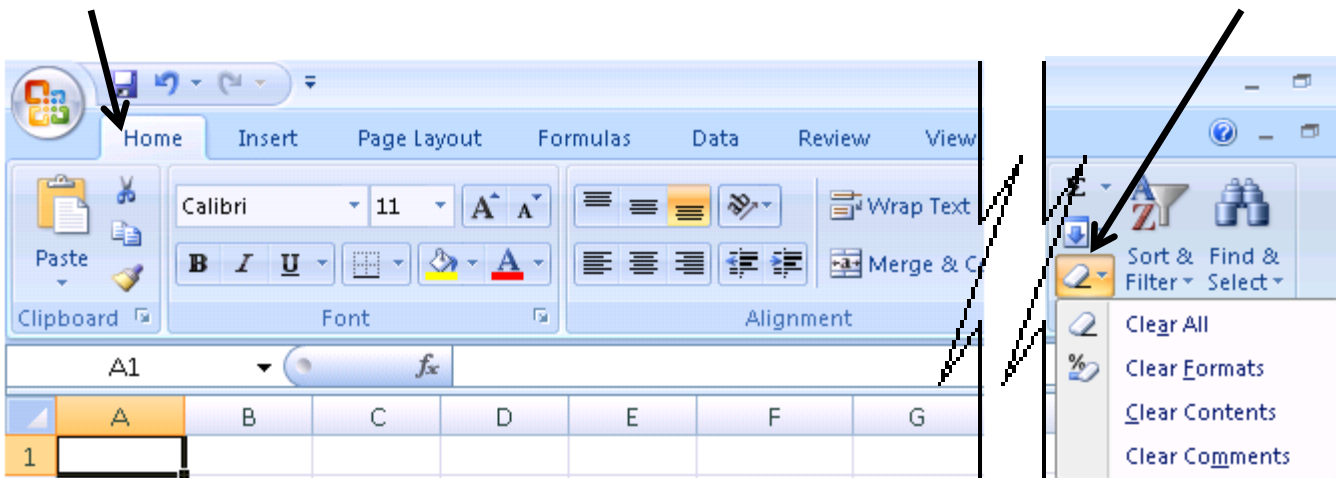 Home Insert Page Layout Formulas Data Review View
Calibri 11 A A Wrap Text Σ A Z
Paste B I U A Merge & C Sort & Filter Find & Select
Clipboard Font Alignment
Clear All
A1 fx
Clear Formats
A B C D E F G
Clear Contents
1
Clear Comments